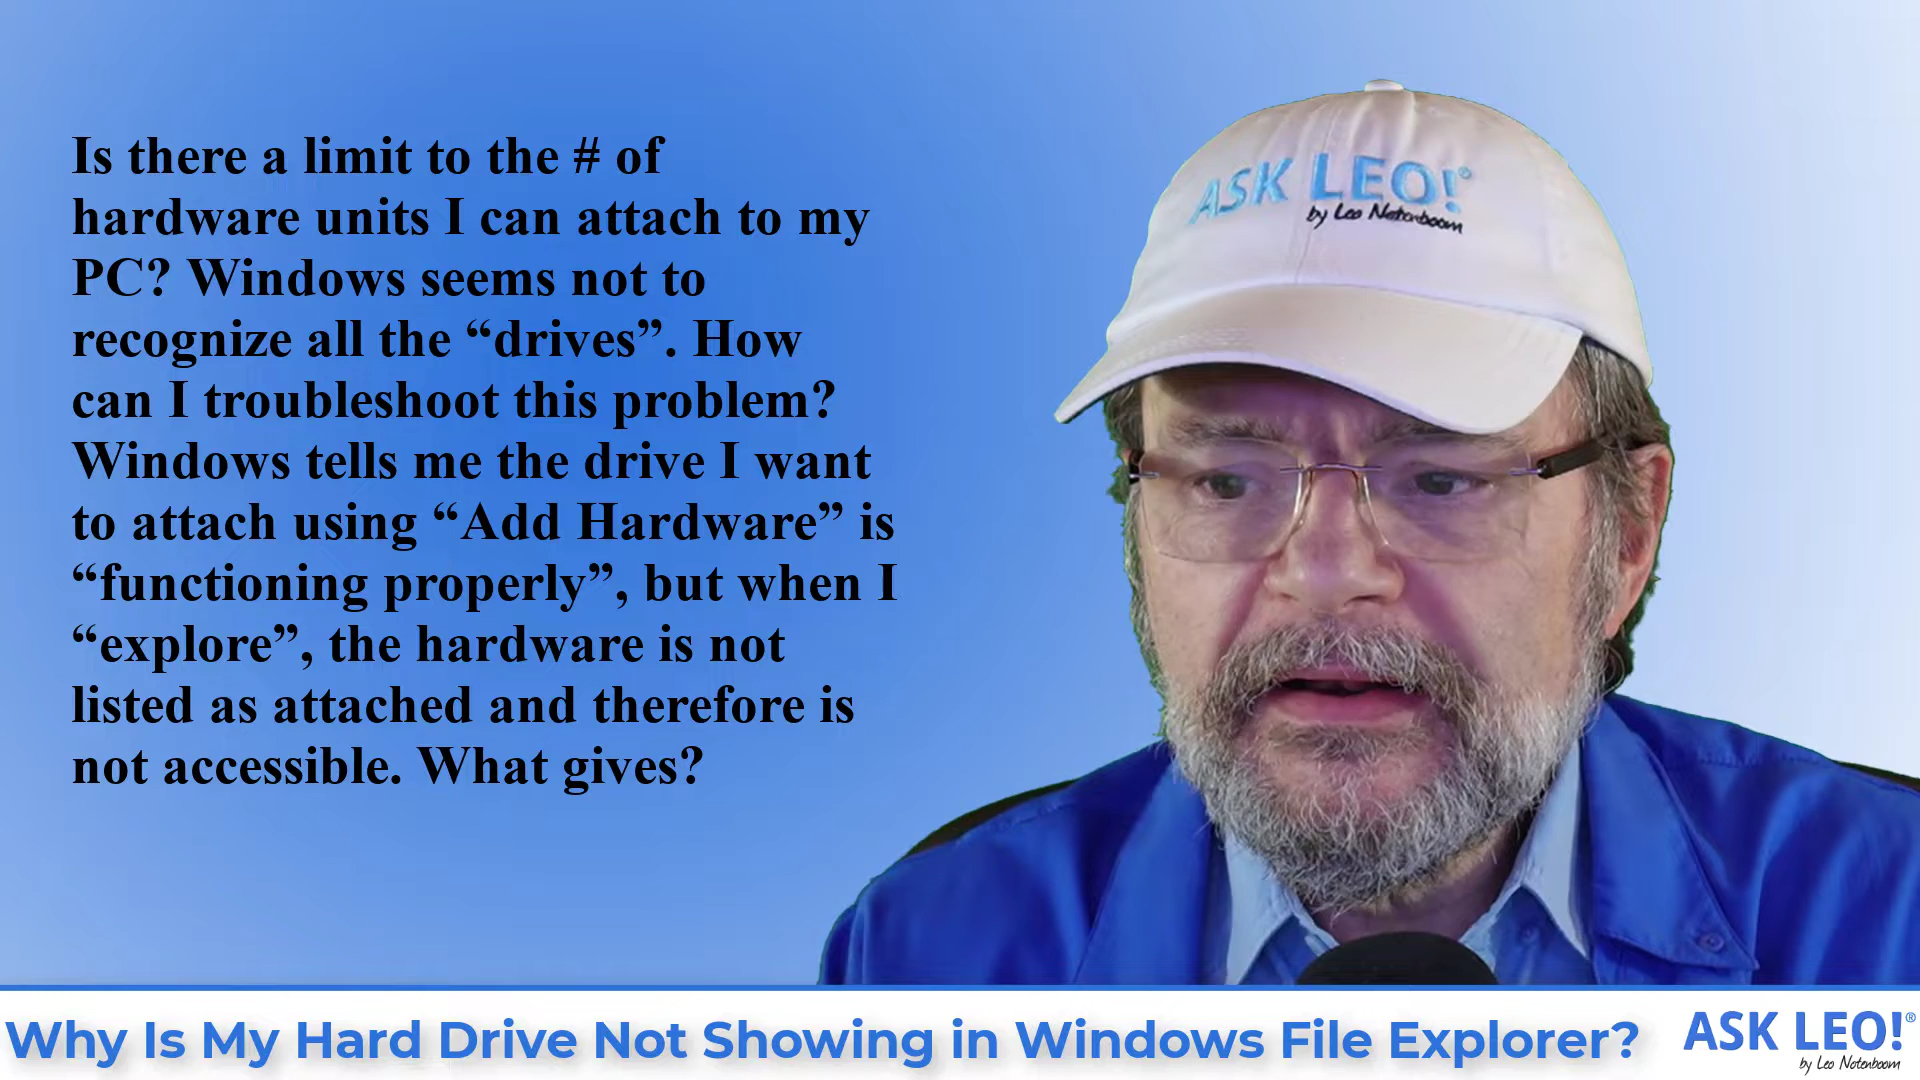 Is there a limit to the # of
hardware units I can attach to my
PC? Windows seems not to
recognize all the “drives”. How
can I troubleshoot this problem?
Windows tells me the drive I want
to attach using “Add Hardware” is
“functioning properly”, but when I
“explore”, the hardware is not
listed as attached and therefore is
not accessible. What gives?
ASK LEO!®
by Leo Notenboom
Why Is My Hard Drive Not Showing in Windows File Explorer?
ASK LEO!®
by Leo Notenboom